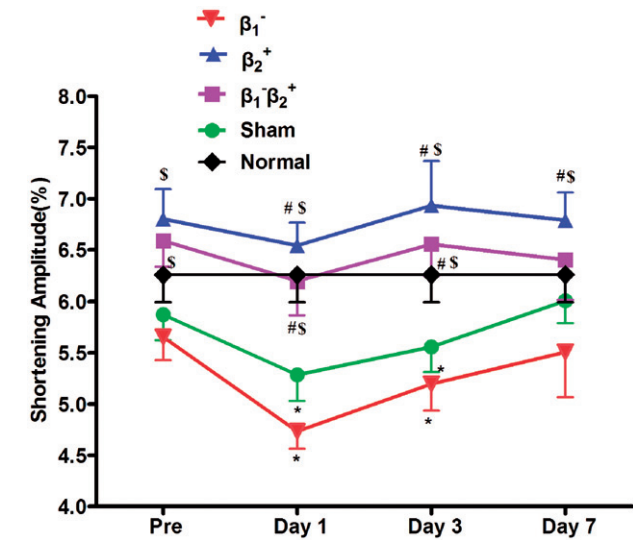 β₁⁻
β₂⁺
β₁⁻β₂⁺
Sham
Normal
Shortening Amplitude(%)
8.0
7.5
7.0
6.5
6.0
5.5
5.0
4.5
4.0
$
# $
# $
#$
$
# $
#$
*
*
*
*
Pre Day 1 Day 3 Day 7